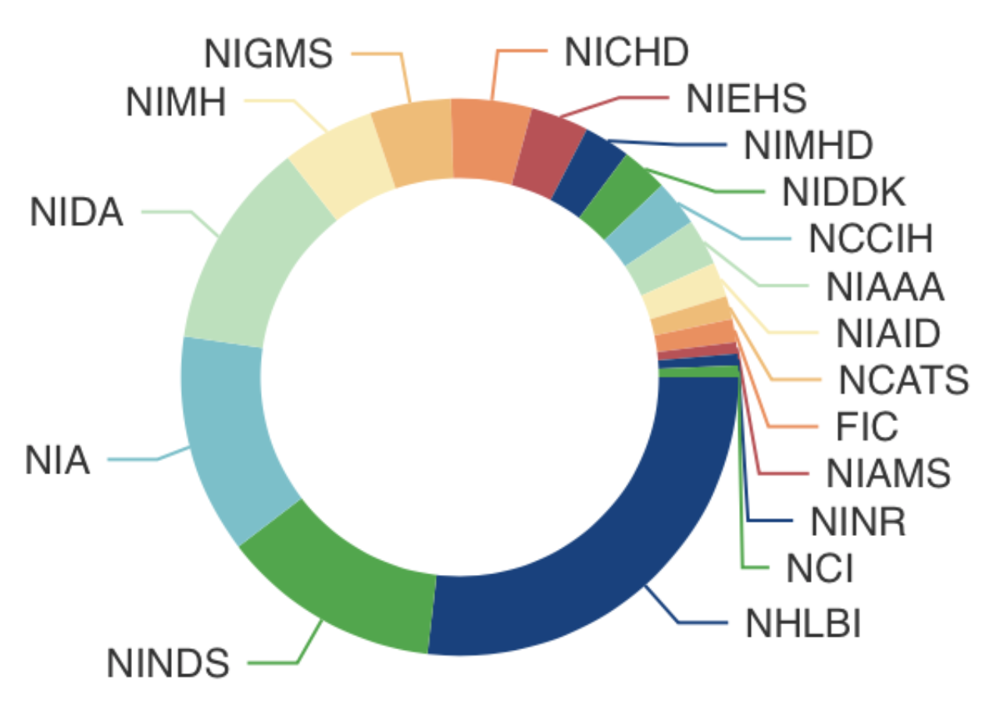 NIGMS
NICHD
NIMH
NIEHS
NIMHD
NIDDK
NIDA
NCCIH
NIAAA
NIAID
NCATS
FIC
NIA
NIAMS
NINR
NCI
NHLBI
NINDS